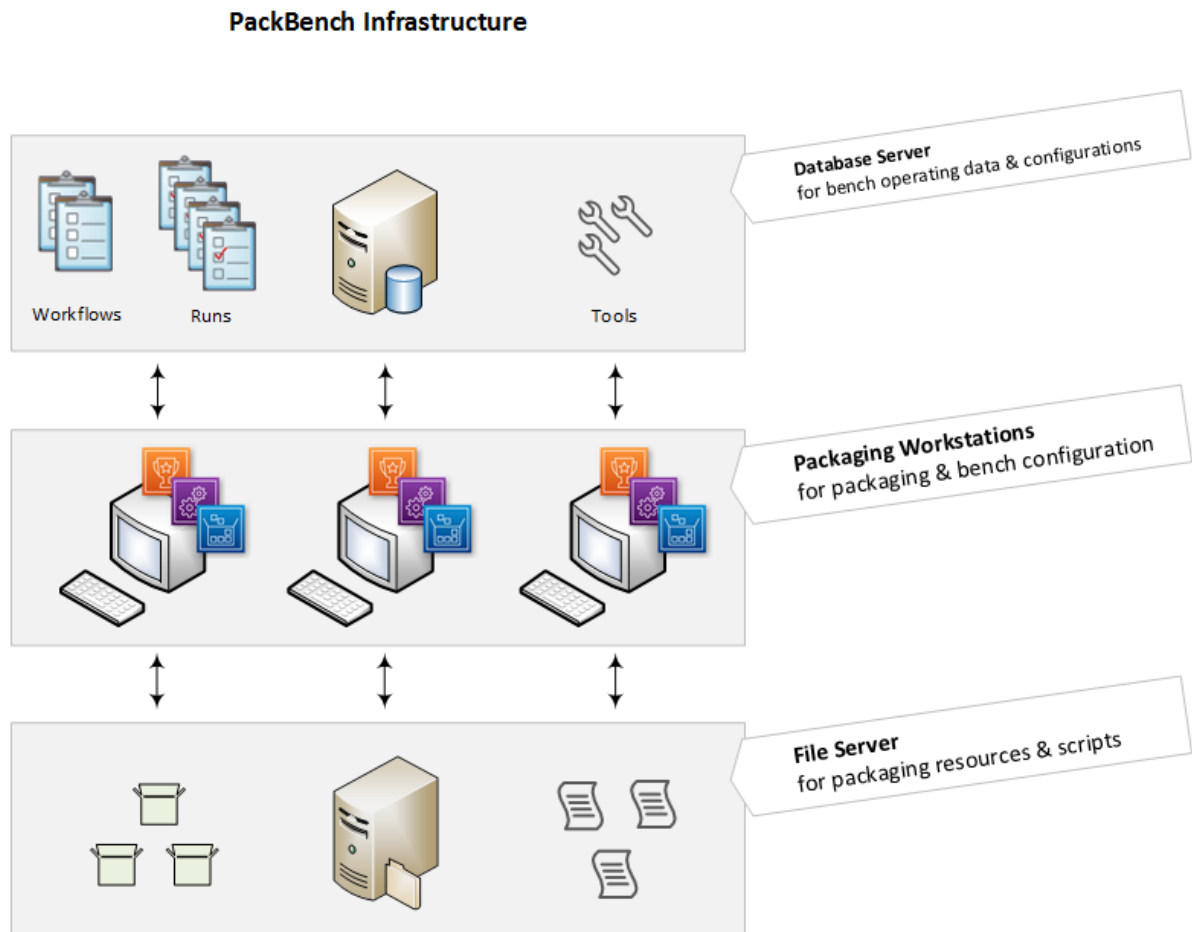 PackBench Infrastructure
Database Server
for bench operating data & configurations
Workflows
Runs
Tools
Packaging Workstations
for packaging & bench configuration
File Server
for packaging resources & scripts